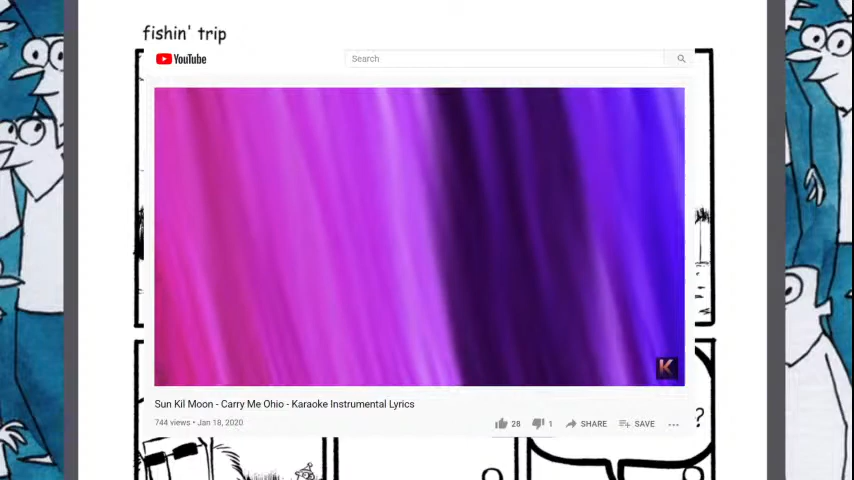 fishin' trip
YouTube
Search
K
Sun Kil Moon - Carry Me Ohio - Karaoke Instrumental Lyrics
744 views • Jan 18, 2020
28 1 SHARE SAVE ...
?